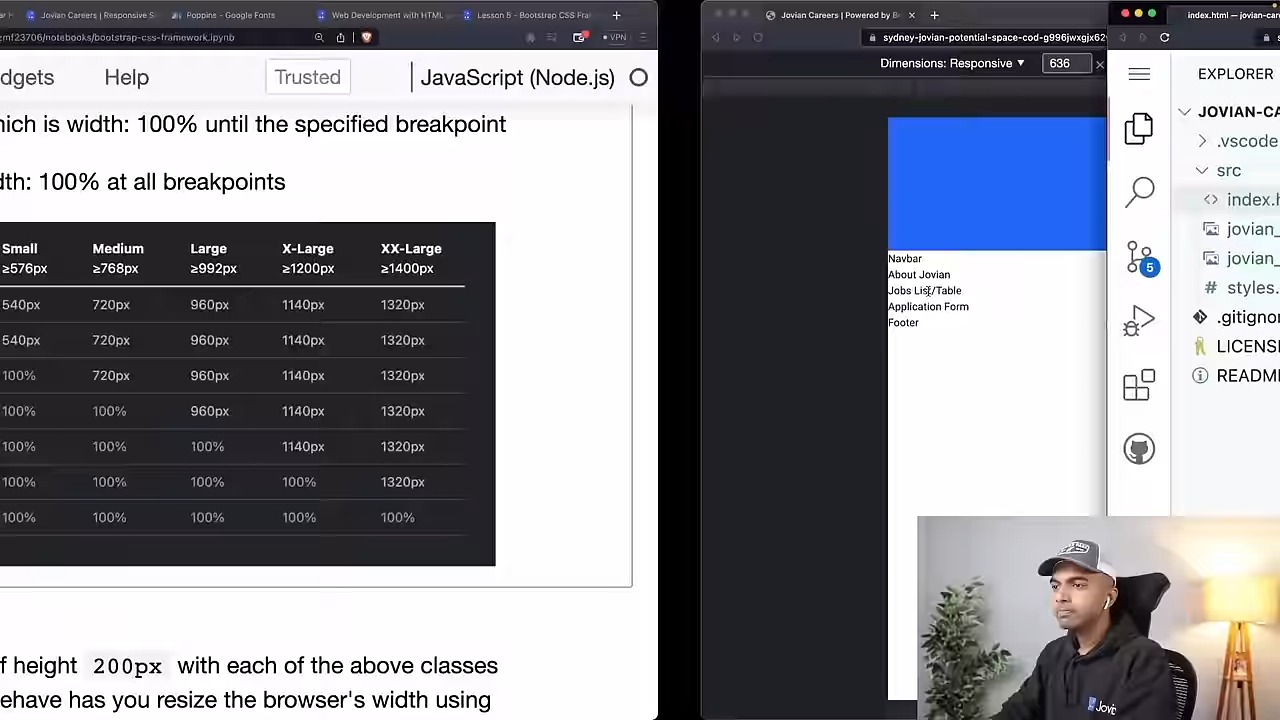 Jovian Careers | Responsive S
Poppins - Google Fonts
Web Development with HTML
Lesson 5 - Bootstrap CSS Fra
mf23706/notebooks/bootstrap-css-framework.ipynb
VPN
dgets
Help
Trusted
JavaScript (Node.js)
hich is width: 100% until the specified breakpoint
dth: 100% at all breakpoints
Small Medium Large X-Large XX-Large
≥576px ≥768px ≥992px ≥1200px ≥1400px
540px 720px 960px 1140px 1320px
540px 720px 960px 1140px 1320px
100% 720px 960px 1140px 1320px
100% 100% 960px 1140px 1320px
100% 100% 100% 1140px 1320px
100% 100% 100% 100% 1320px
100% 100% 100% 100% 100%
f height 200px with each of the above classes
ehave has you resize the browser's width using
Jovian Careers | Powered by B
sydney-jovian-potential-space-cod-g996jwxgjx62
Dimensions: Responsive
636
Navbar
About Jovian
Jobs List/Table
Application Form
Footer
index.html — jovian-car
EXPLORER
JOVIAN-CA
.vscode
src
index.h
jovian_
jovian_
# styles.
.gitignor
LICENSE
README
5
Jovi